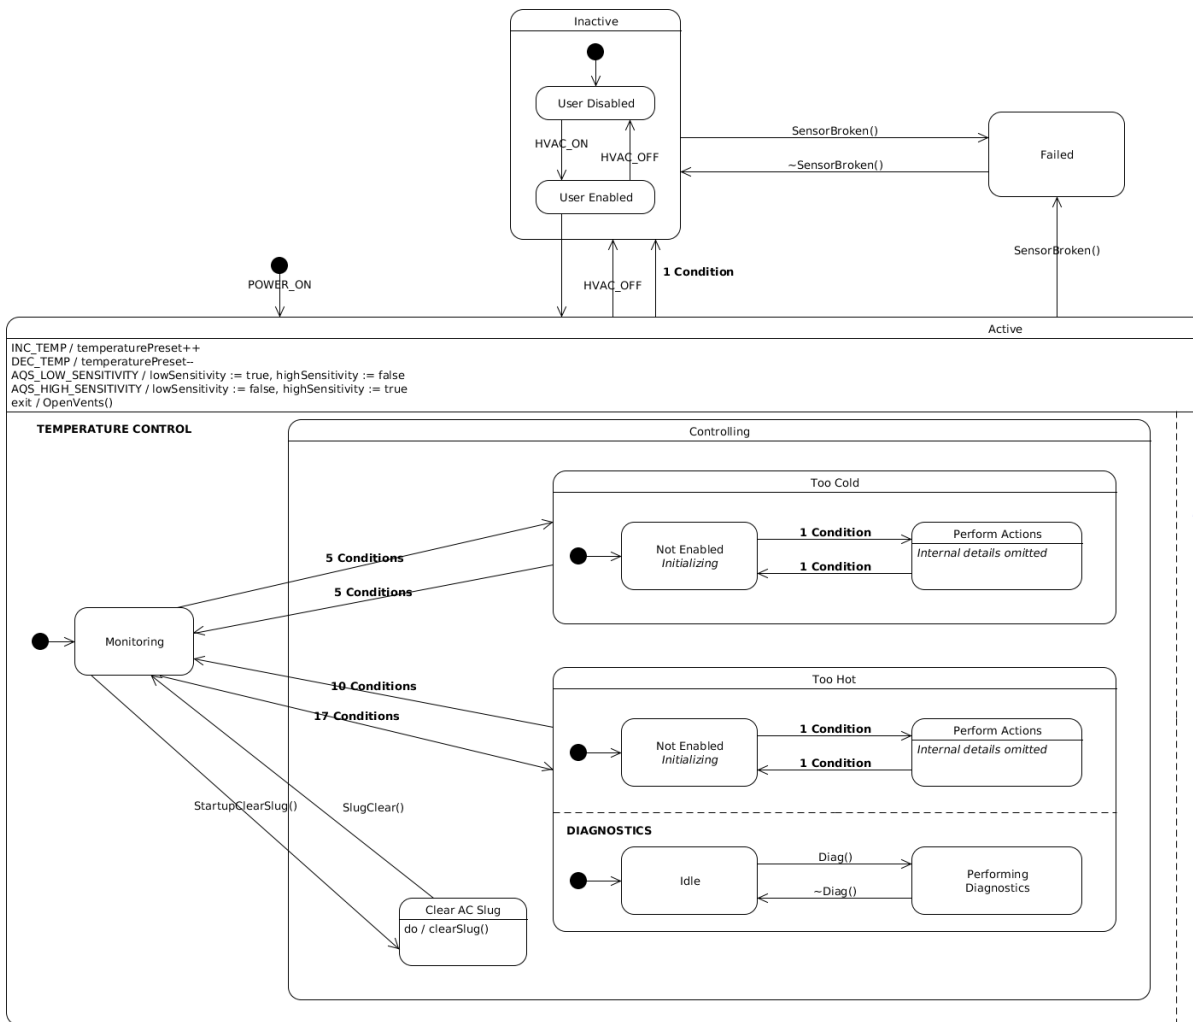 Inactive
User Disabled
HVAC_ON
HVAC_OFF
User Enabled
SensorBroken()
~SensorBroken()
Failed
SensorBroken()
POWER_ON
HVAC_OFF
1 Condition
Active
INC_TEMP / temperaturePreset++
DEC_TEMP / temperaturePreset--
AQS_LOW_SENSITIVITY / lowSensitivity := true, highSensitivity := false
AQS_HIGH_SENSITIVITY / lowSensitivity := false, highSensitivity := true
exit / OpenVents()
TEMPERATURE CONTROL
Controlling
Too Cold
Not Enabled
Initializing
1 Condition
1 Condition
Perform Actions
Internal details omitted
5 Conditions
5 Conditions
Monitoring
10 Conditions
17 Conditions
Too Hot
Not Enabled
Initializing
1 Condition
1 Condition
Perform Actions
Internal details omitted
StartupClearSlug()
SlugClear()
DIAGNOSTICS
Idle
Diag()
~Diag()
Performing
Diagnostics
Clear AC Slug
do / clearSlug()